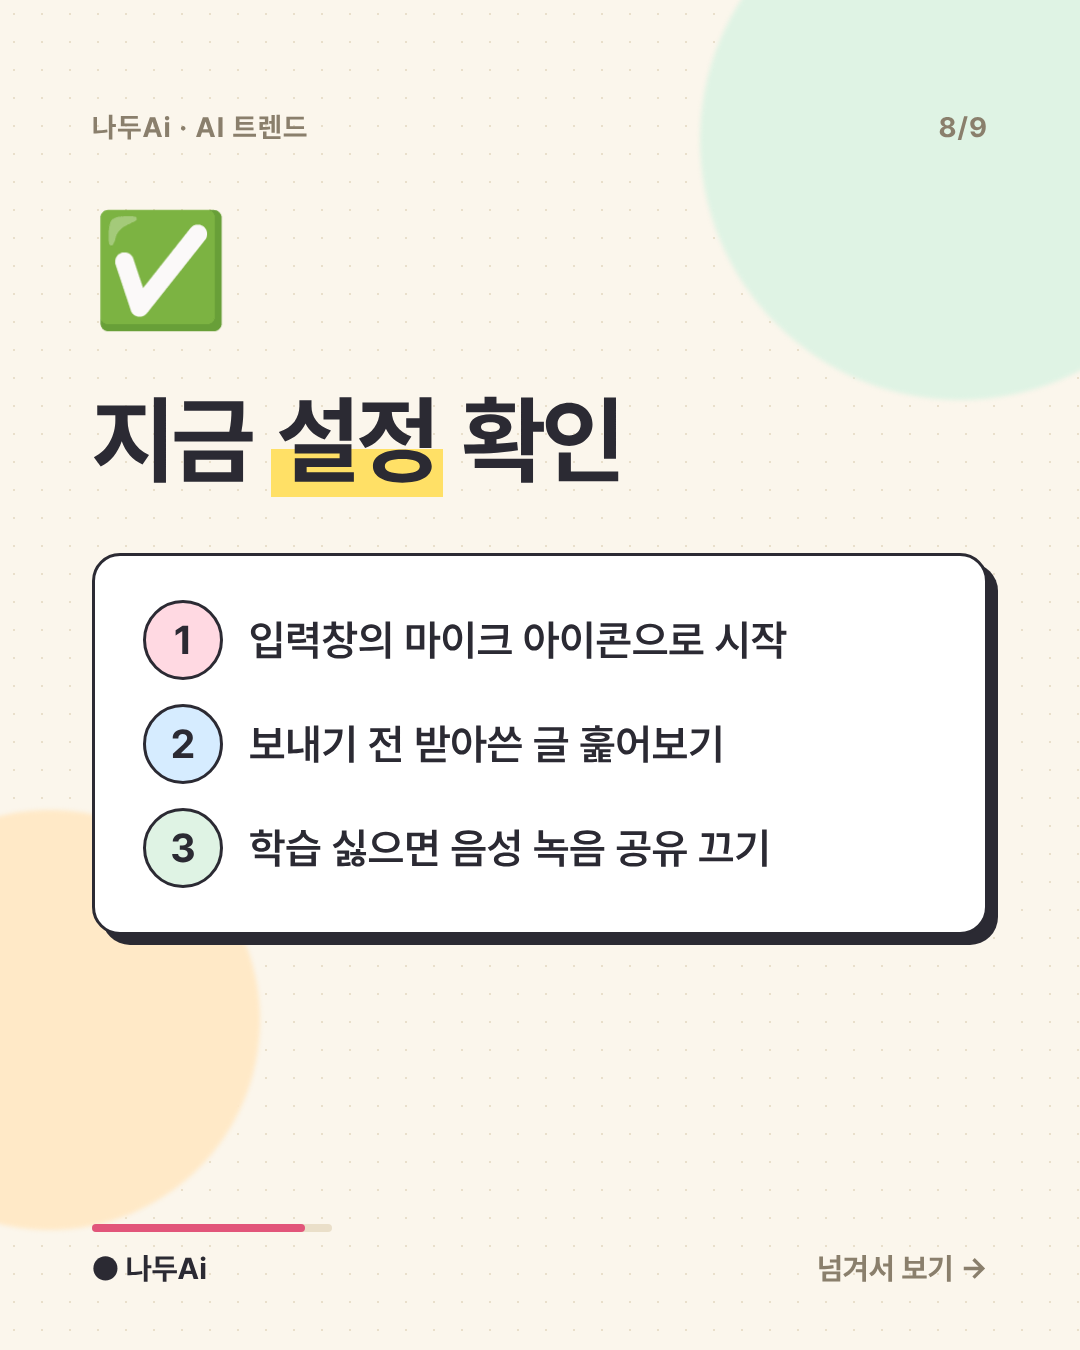 나두Ai · AI 트렌드
8/9
지금 설정 확인
1 입력창의 마이크 아이콘으로 시작
2 보내기 전 받아쓴 글 훑어보기
3 학습 싫으면 음성 녹음 공유 끄기
나두Ai
넘겨서 보기 →